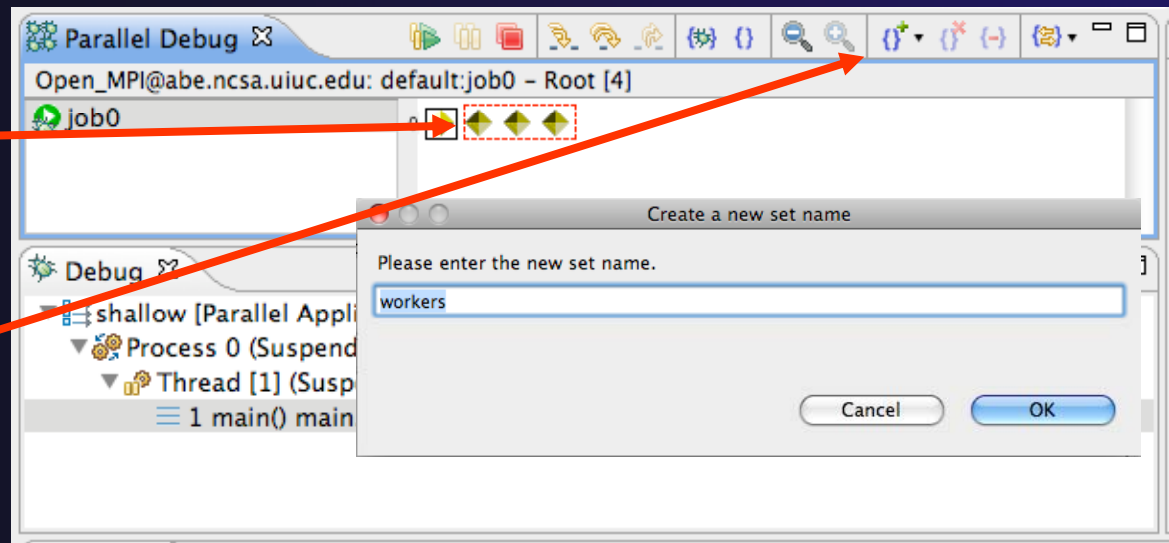 Parallel Debug
Open_MPI@abe.ncsa.uiuc.edu: default:job0 – Root [4]
job0
Create a new set name
Please enter the new set name.
workers
Cancel
OK
Debug
shallow [Parallel Appli
Process 0 (Suspend
Thread [1] (Susp
1 main() main